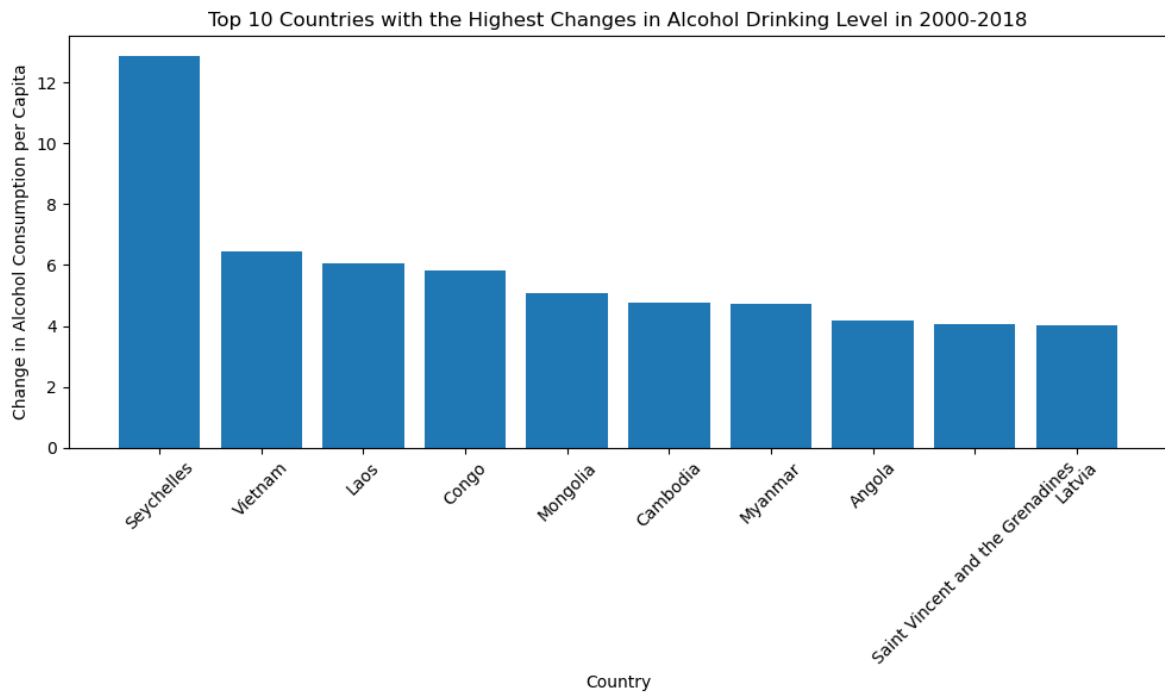 Top 10 Countries with the Highest Changes in Alcohol Drinking Level in 2000-2018
Change in Alcohol Consumption per Capita
12
10
8
6
4
2
0
Seychelles
Vietnam
Laos
Congo
Mongolia
Cambodia
Myanmar
Angola
Saint Vincent and the Grenadines
Latvia
Country